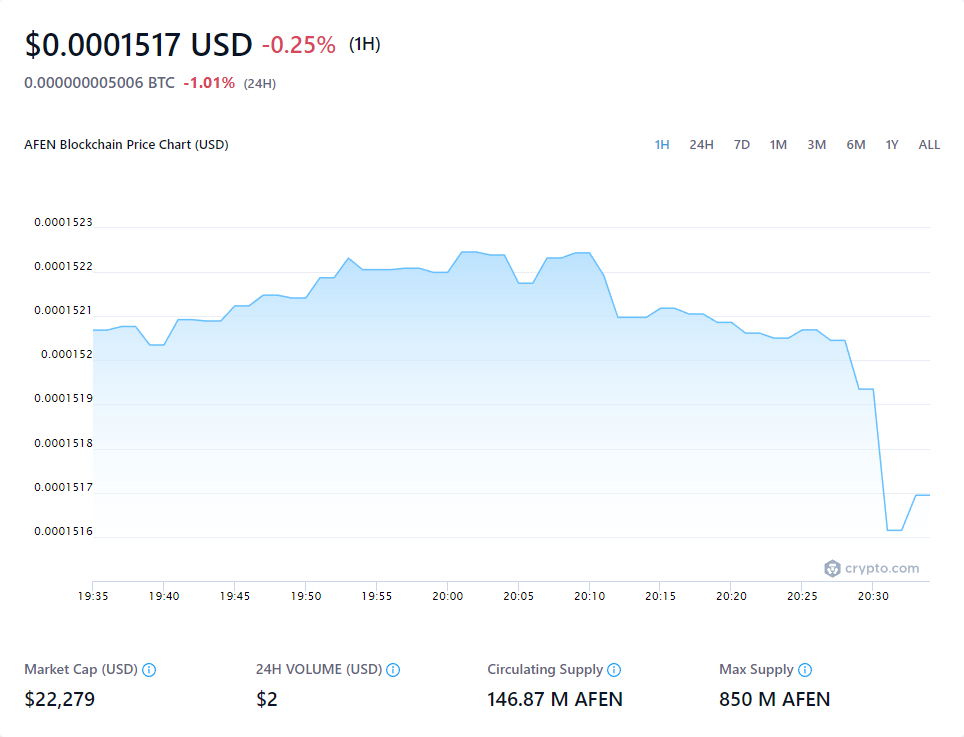 $0.0001517 USD -0.25% (1H)
0.000000005006 BTC -1.01% (24H)
AFEN Blockchain Price Chart (USD)
1H 24H 7D 1M 3M 6M 1Y ALL
0.0001523
0.0001522
0.0001521
0.000152
0.0001519
0.0001518
0.0001517
0.0001516
crypto.com
19:35 19:40 19:45 19:50 19:55 20:00 20:05 20:10 20:15 20:20 20:25 20:30
Market Cap (USD) 24H VOLUME (USD) Circulating Supply Max Supply
$22,279 $2 146.87 M AFEN 850 M AFEN